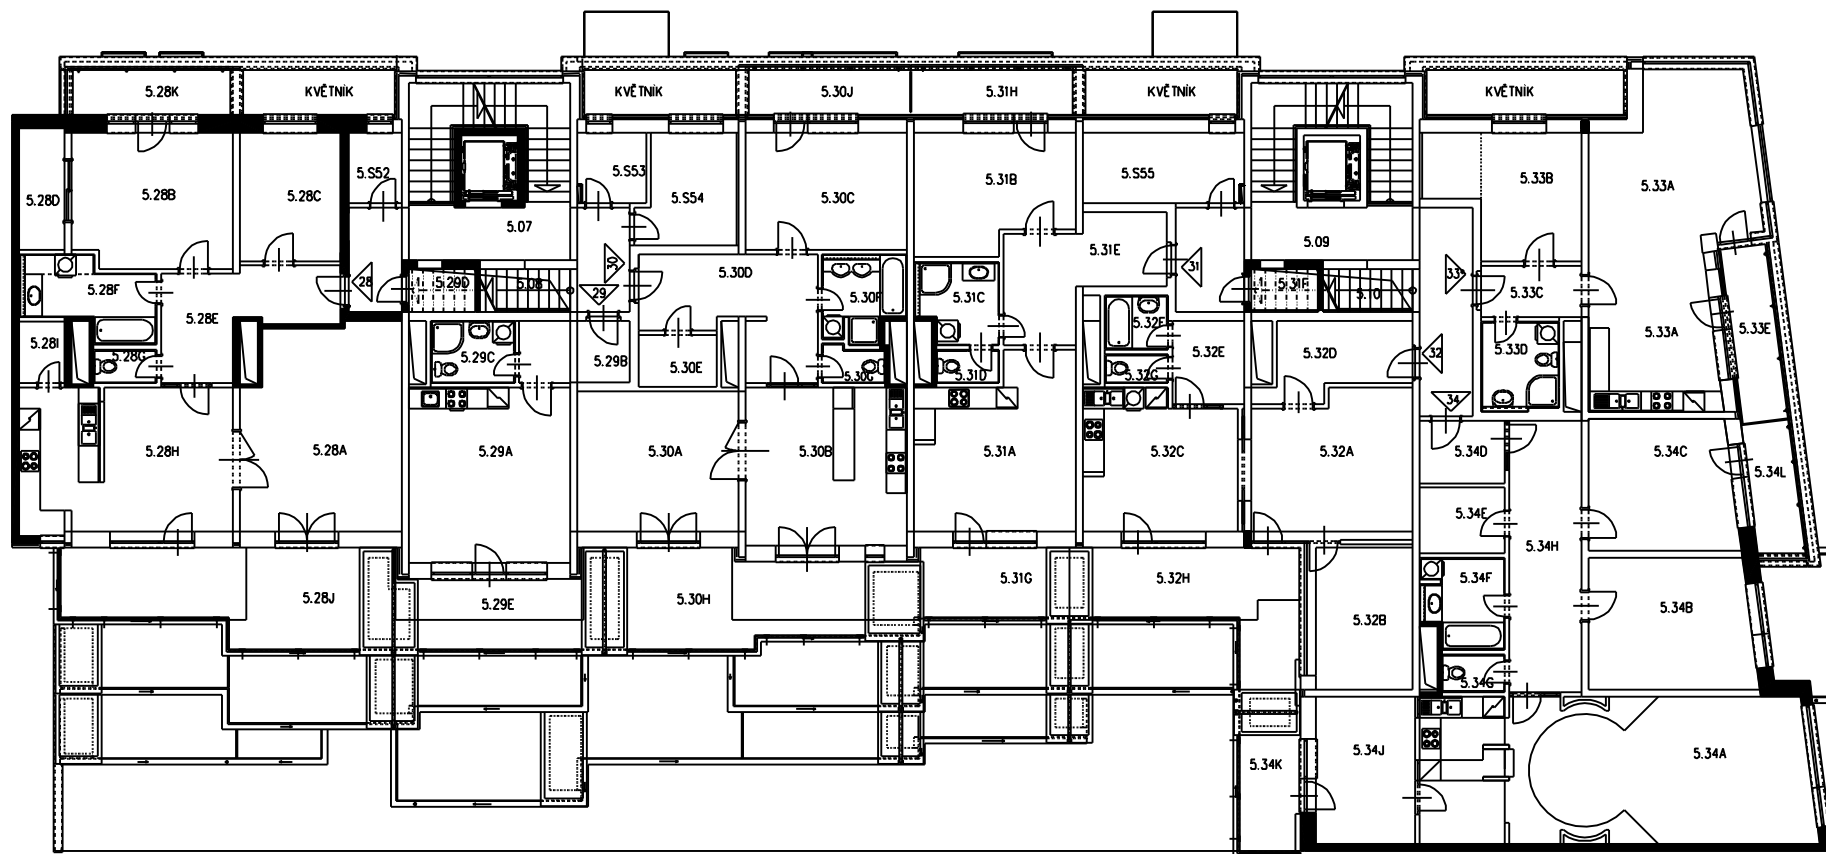 5.28K KVĚTNÍK KVĚTNÍK 5.30J 5.31H KVĚTNÍK KVĚTNÍK
5.28D 5.28B 5.28C 5.S52 5.S53 5.S54 5.30C 5.31B 5.S55 5.33B 5.33A
5.07 5.31E 5.09
5.28F 28 5.29D 5.08 30 29 5.30D 5.30F 5.31C 31 5.31F 5.10 33 5.33C
5.28E 5.33A 5.33E
5.28I 5.28G 5.29C 5.29B 5.30E 5.30G 5.31D 5.32F 5.32G 5.32E 5.32D 32 5.33D
34
5.28H 5.28A 5.29A 5.30A 5.30B 5.31A 5.32C 5.32A 5.34D 5.34C 5.34L
5.34E 5.34H
5.28J 5.29E 5.30H 5.31G 5.32H 5.34F 5.34B
5.32B
5.34G
5.34K 5.34J 5.34A